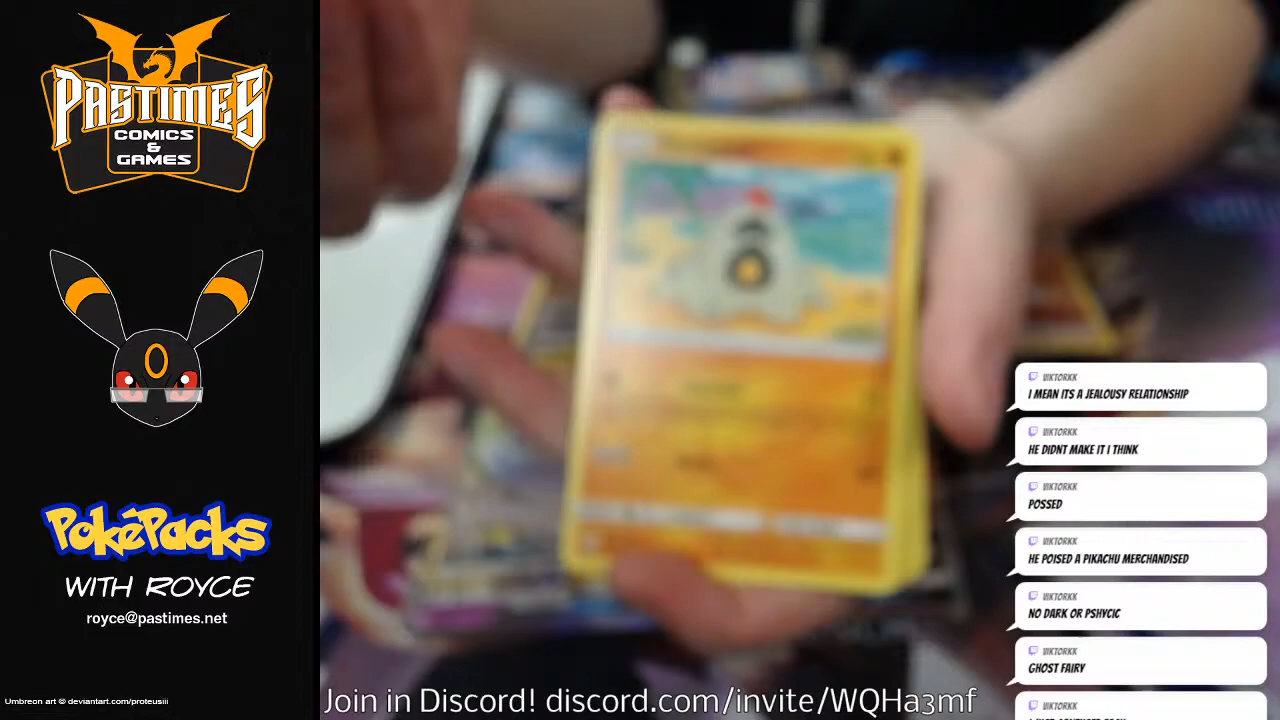 PASTIMES
COMICS
&
GAMES
PokéPacks
WITH ROYCE
royce@pastimes.net
Umbreon art © deviantart.com/proteusiii
VIKTORKK
I MEAN ITS A JEALOUSY RELATIONSHIP
VIKTORKK
HE DIDNT MAKE IT I THINK
VIKTORKK
POSSED
VIKTORKK
HE POISED A PIKACHU MERCHANDISED
VIKTORKK
NO DARK OR PSHYCIC
VIKTORKK
GHOST FAIRY
VIKTORKK
Join in Discord! discord.com/invite/WQHa3mf